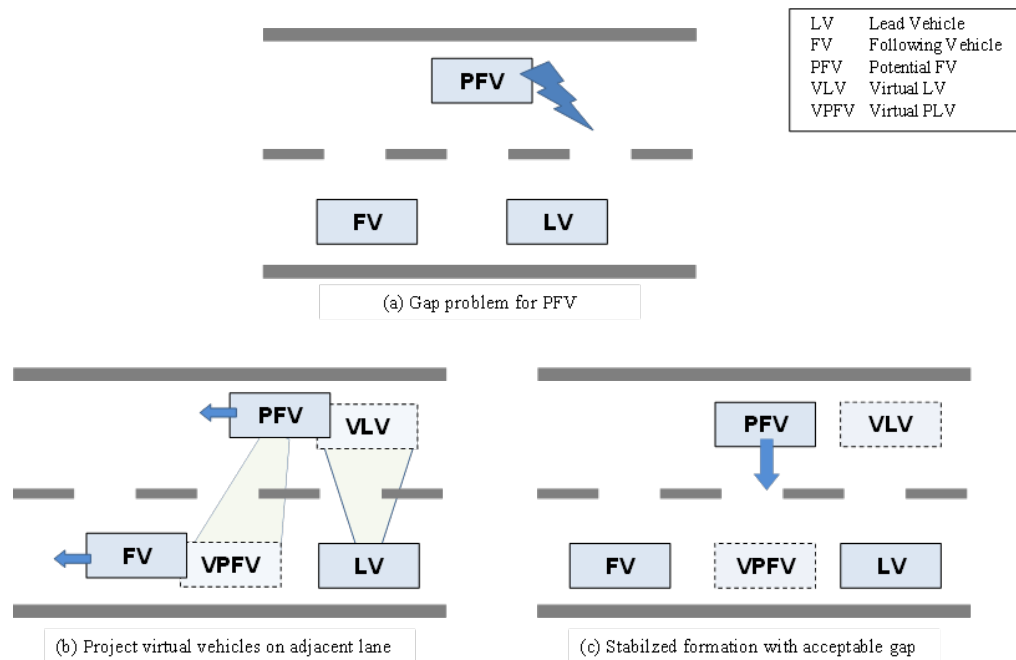 LV Lead Vehicle
FV Following Vehicle
PFV Potential FV
VLV Virtual LV
VPFV Virtual PLV
PFV
FV LV
(a) Gap problem for PFV
PFV
VLV
FV
VPFV LV
(b) Project virtual vehicles on adjacent lane
PFV VLV
FV VPFV LV
(c) Stabilzed formation with acceptable gap